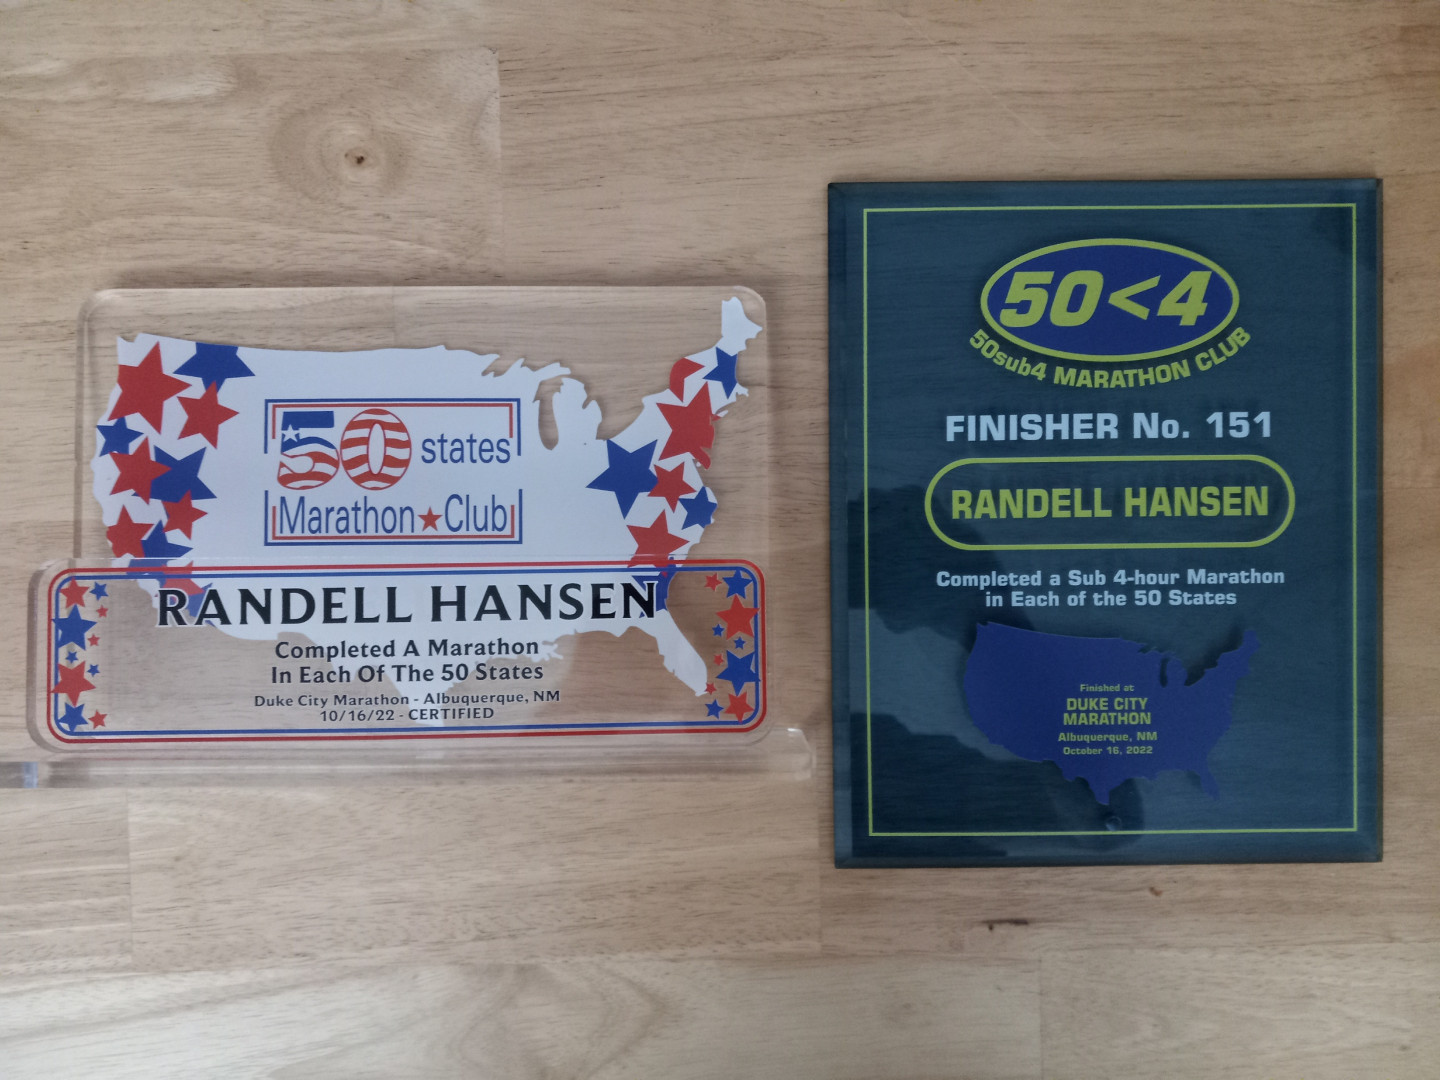 50 states
Marathon★Club
RANDELL HANSEN
Completed A Marathon
In Each Of The 50 States
Duke City Marathon - Albuquerque, NM
10/16/22 - CERTIFIED
50<4
50sub4 MARATHON CLUB
FINISHER No. 151
RANDELL HANSEN
Completed a Sub 4-hour Marathon
in Each of the 50 States
Finished at
DUKE CITY
MARATHON
Albuquerque, NM
October 16, 2022